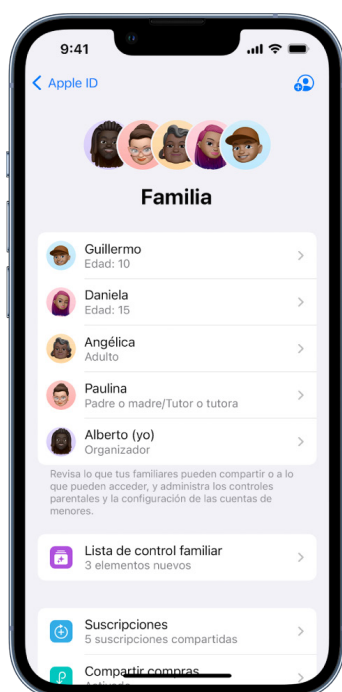 9:41
Apple ID
Familia
Guillermo
Edad: 10
Daniela
Edad: 15
Angélica
Adulto
Paulina
Padre o madre/Tutor o tutora
Alberto (yo)
Organizador
Revisa lo que tus familiares pueden compartir o a lo
que pueden acceder, y administra los controles
parentales y la configuración de las cuentas de
menores.
Lista de control familiar
3 elementos nuevos
Suscripciones
5 suscripciones compartidas
Compartir compras